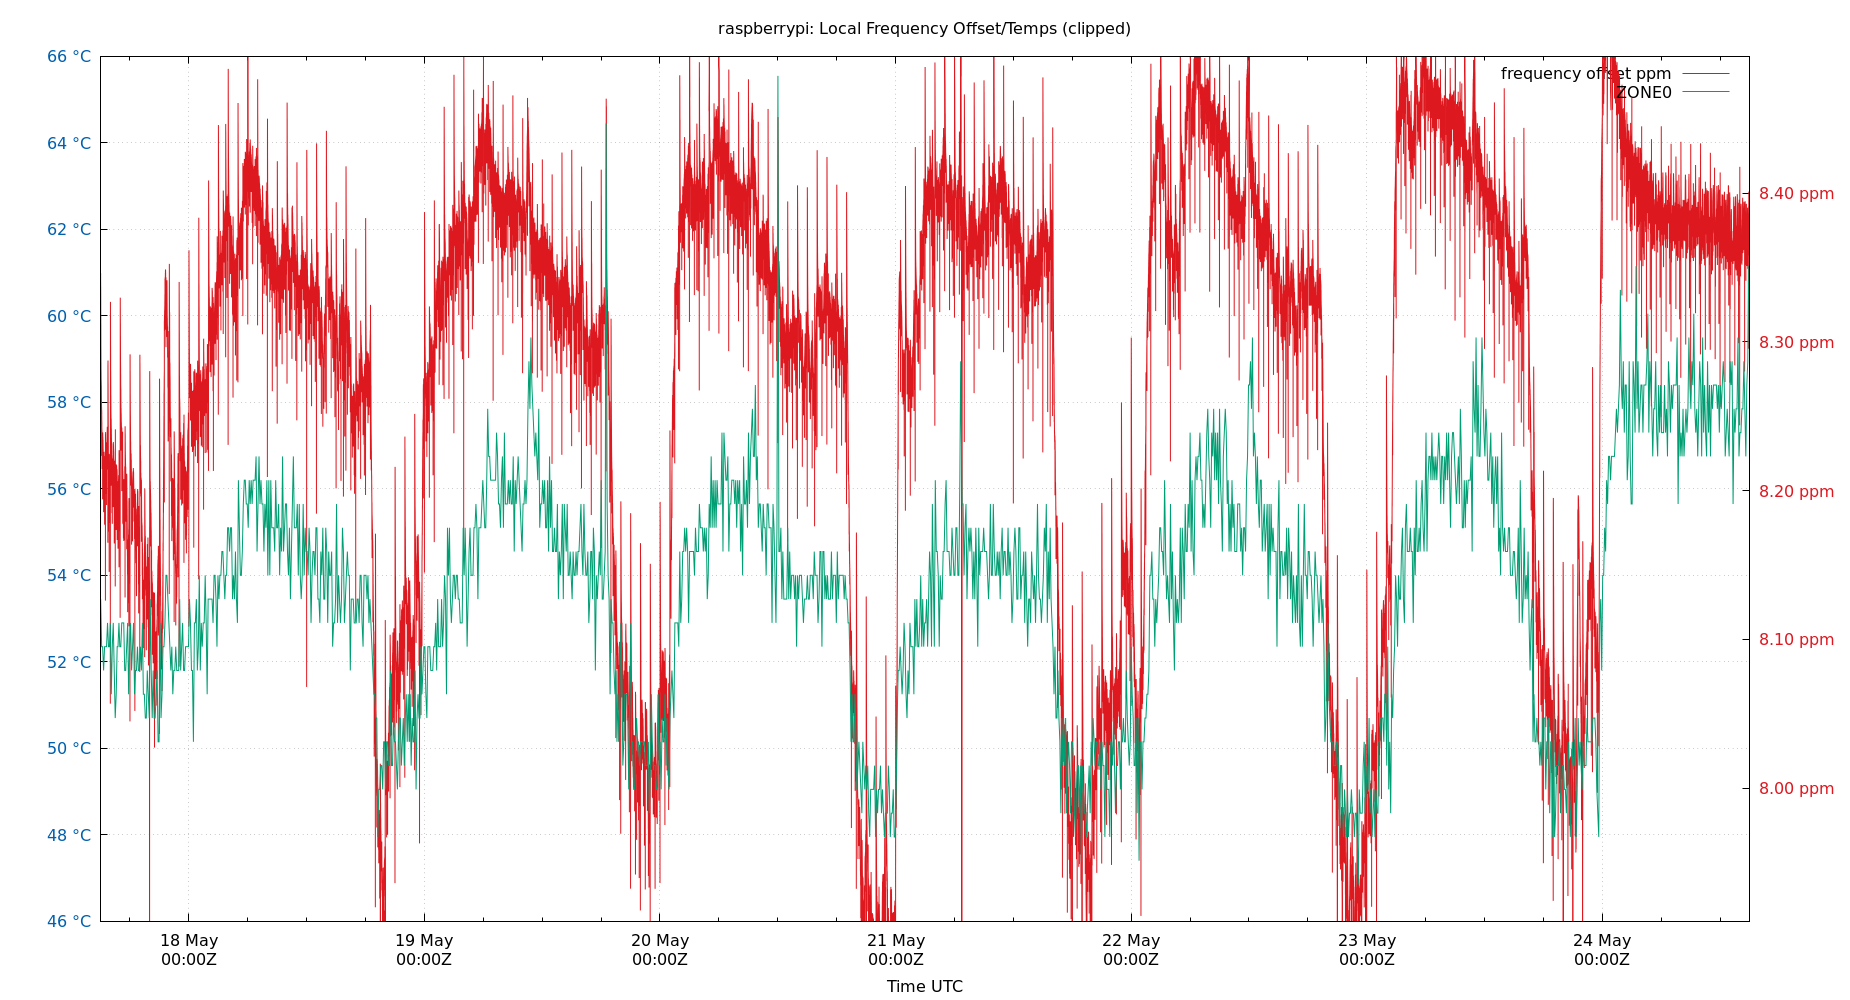 raspberrypi: Local Frequency Offset/Temps (clipped)
66 °C
64 °C
62 °C
60 °C
58 °C
56 °C
54 °C
52 °C
50 °C
48 °C
46 °C
frequency offset ppm
ZONE0
8.40 ppm
8.30 ppm
8.20 ppm
8.10 ppm
8.00 ppm
18 May
00:00Z
19 May
00:00Z
20 May
00:00Z
21 May
00:00Z
22 May
00:00Z
23 May
00:00Z
24 May
00:00Z
Time UTC